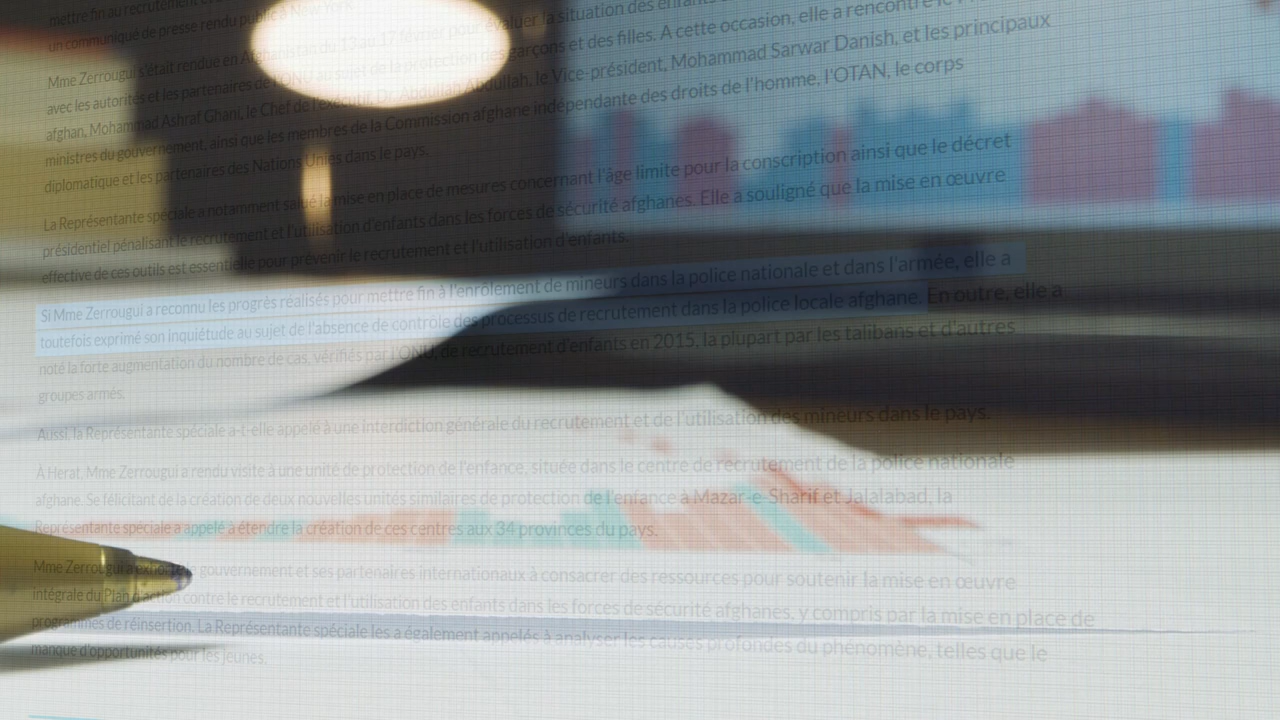 mettre fin au recrutement et
un communiqué de presse rendu public à New York.
Mme Zerrougui s'était rendue en Afghanistan du 13 au 17 février pour évaluer la situation des enfants
avec les autorités et les partenaires de l'ONU au sujet de la protection des garçons et des filles. A cette occasion, elle a rencontré le
afghan, Mohammad Ashraf Ghani, le Chef de l'exécutif, Dr. Abdullah Abdullah, le Vice-président, Mohammad Sarwar Danish, et les principaux
ministres du gouvernement, ainsi que les membres de la Commission afghane indépendante des droits de l'homme, l'OTAN, le corps
diplomatique et les partenaires des Nations Unies dans le pays.
La Représentante spéciale a notamment salué la mise en place de mesures concernant l'âge limite pour la conscription ainsi que le décret
présidentiel pénalisant le recrutement et l'utilisation d'enfants dans les forces de sécurité afghanes. Elle a souligné que la mise en œuvre
effective de ces outils est essentielle pour prévenir le recrutement et l'utilisation d'enfants.
Si Mme Zerrougui a reconnu les progrès réalisés pour mettre fin à l'enrôlement de mineurs dans la police nationale et dans l'armée, elle a
toutefois exprimé son inquiétude au sujet de l'absence de contrôle des processus de recrutement dans la police locale afghane. En outre, elle a
noté la forte augmentation du nombre de cas, vérifiés par l'ONU, de recrutement d'enfants en 2015, la plupart par les talibans et d'autres
groupes armés.
Aussi, la Représentante spéciale a-t-elle appelé à une interdiction générale du recrutement et de l'utilisation des mineurs dans le pays.
À Herat, Mme Zerrougui a rendu visite à une unité de protection de l'enfance, située dans le centre de recrutement de la police nationale
afghane. Se félicitant de la création de deux nouvelles unités similaires de protection de l'enfance à Mazar-e-Sharif et Jalalabad, la
Représentante spéciale a appelé à étendre la création de ces centres aux 34 provinces du pays.
Mme Zerrougui a exhorté le gouvernement et ses partenaires internationaux à consacrer des ressources pour soutenir la mise en œuvre
intégrale du Plan d'action contre le recrutement et l'utilisation des enfants dans les forces de sécurité afghanes, y compris par la mise en place de
programmes de réinsertion. La Représentante spéciale les a également appelés à analyser les causes profondes du phénomène, telles que le
manque d'opportunités pour les jeunes.